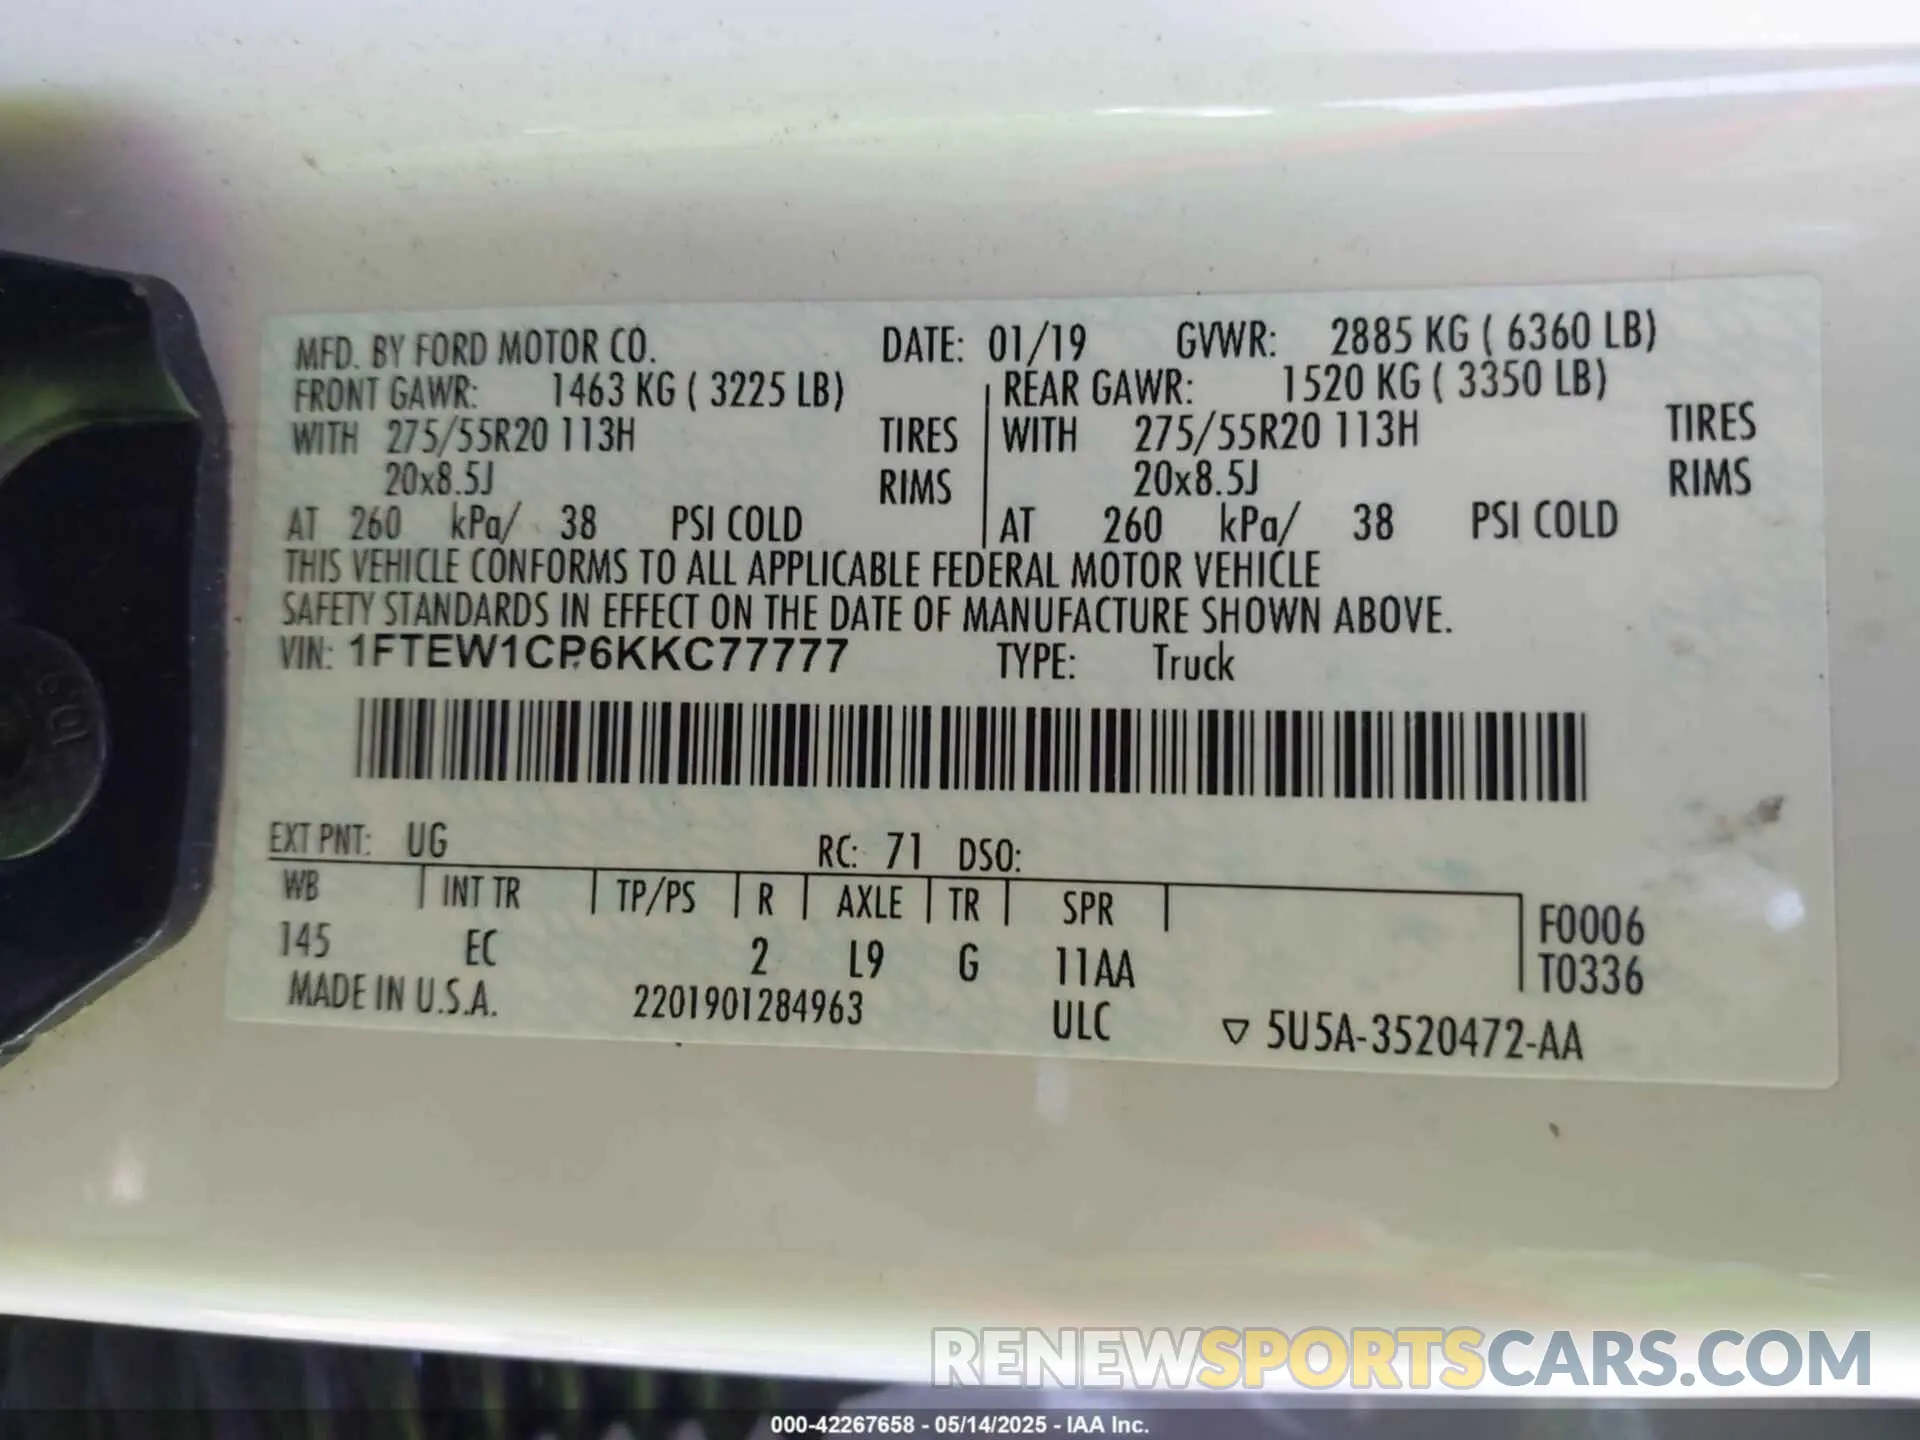 MFD. BY FORD MOTOR CO. DATE: 01/19 GVWR: 2885 KG ( 6360 LB)
FRONT GAWR: 1463 KG ( 3225 LB) REAR GAWR: 1520 KG ( 3350 LB)
WITH 275/55R20 113H TIRES WITH 275/55R20 113H TIRES
20x8.5J RIMS 20x8.5J RIMS
AT 260 kPa/ 38 PSI COLD AT 260 kPa/ 38 PSI COLD
THIS VEHICLE CONFORMS TO ALL APPLICABLE FEDERAL MOTOR VEHICLE
SAFETY STANDARDS IN EFFECT ON THE DATE OF MANUFACTURE SHOWN ABOVE.
VIN: 1FTEW1CP6KKC77777 TYPE: Truck
EXT PNT: UG RC: 71 DSO:
WB INT TR TP/PS R AXLE TR SPR F0006
145 EC 2 L9 G 11AA T0336
MADE IN U.S.A. 2201901284963 ULC ▽ 5U5A-3520472-AA
RENEWSPORTSCARS.COM
000-42267658 - 05/14/2025 - IAA Inc.